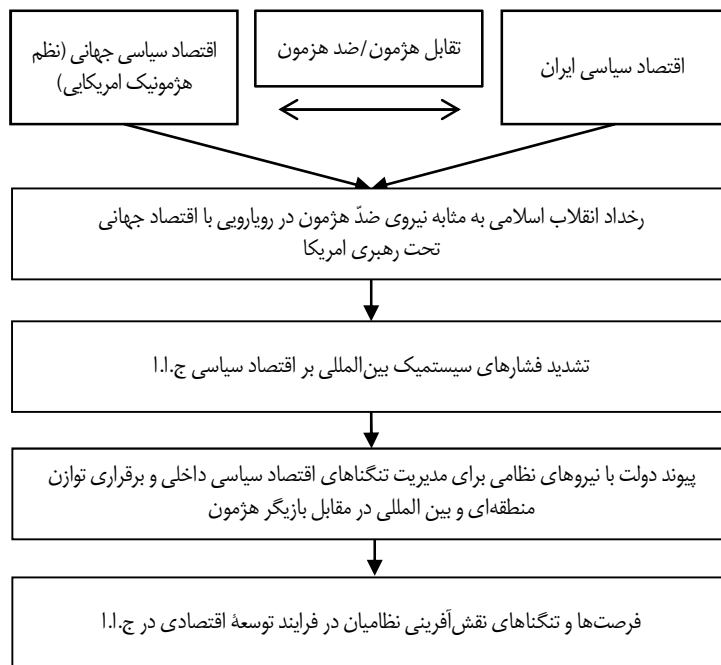 اقتصاد سیاسی ایران
تقابل هژمون/ضد هزمون
اقتصاد سیاسی جهانی (نظم
هژمونیک امریکایی)
رخداد انقلاب اسلامی به مثابه نیروی ضدّ هژمون در رویارویی با اقتصاد جهانی
تحت رهبری امریکا
تشدید فشارهای سیستمیک بین‌المللی بر اقتصاد سیاسی ج.ا.ا
پیوند دولت با نیروهای نظامی برای مدیریت تنگناهای اقتصاد سیاسی داخلی و برقراری توازن
منطقه‌ای و بین المللی در مقابل بازیگر هژمون
فرصت‌ها و تنگناهای نقش‌آفرینی نظامیان در فرایند توسعۀ اقتصادی در ج.ا.ا